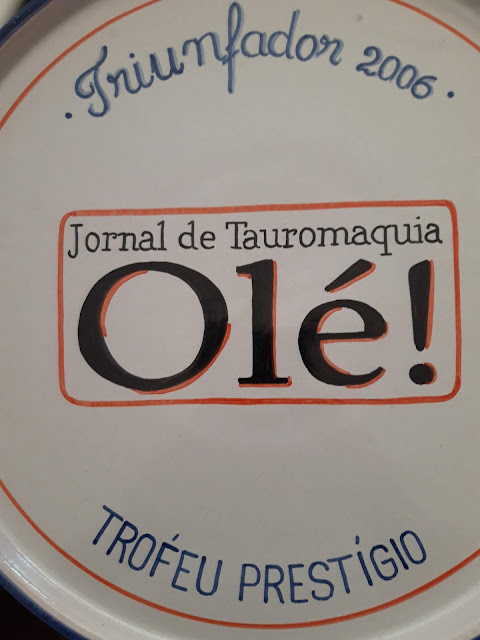 · Triunfador 2006 ·
Jornal de Tauromaquia
Olé!
TROFÉU PRESTÍGIO